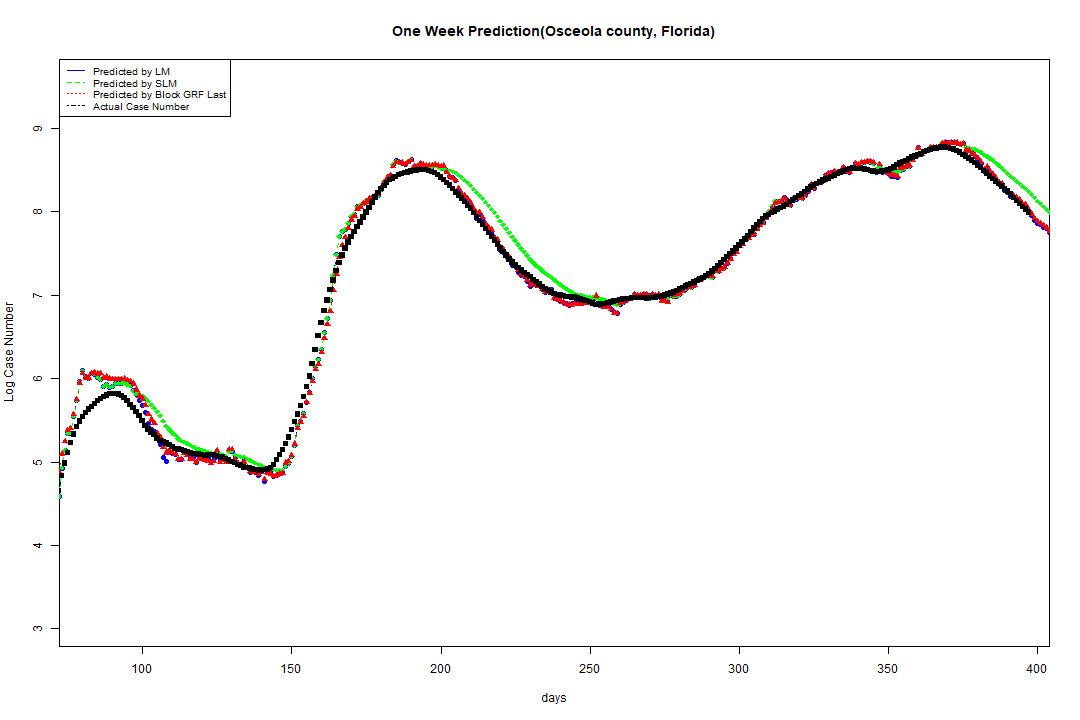 One Week Prediction(Osceola county, Florida)
Predicted by LM
Predicted by SLM
Predicted by Block GRF Last
Actual Case Number
9
8
7
6
5
4
3
Log Case Number
100 150 200 250 300 350 400
days